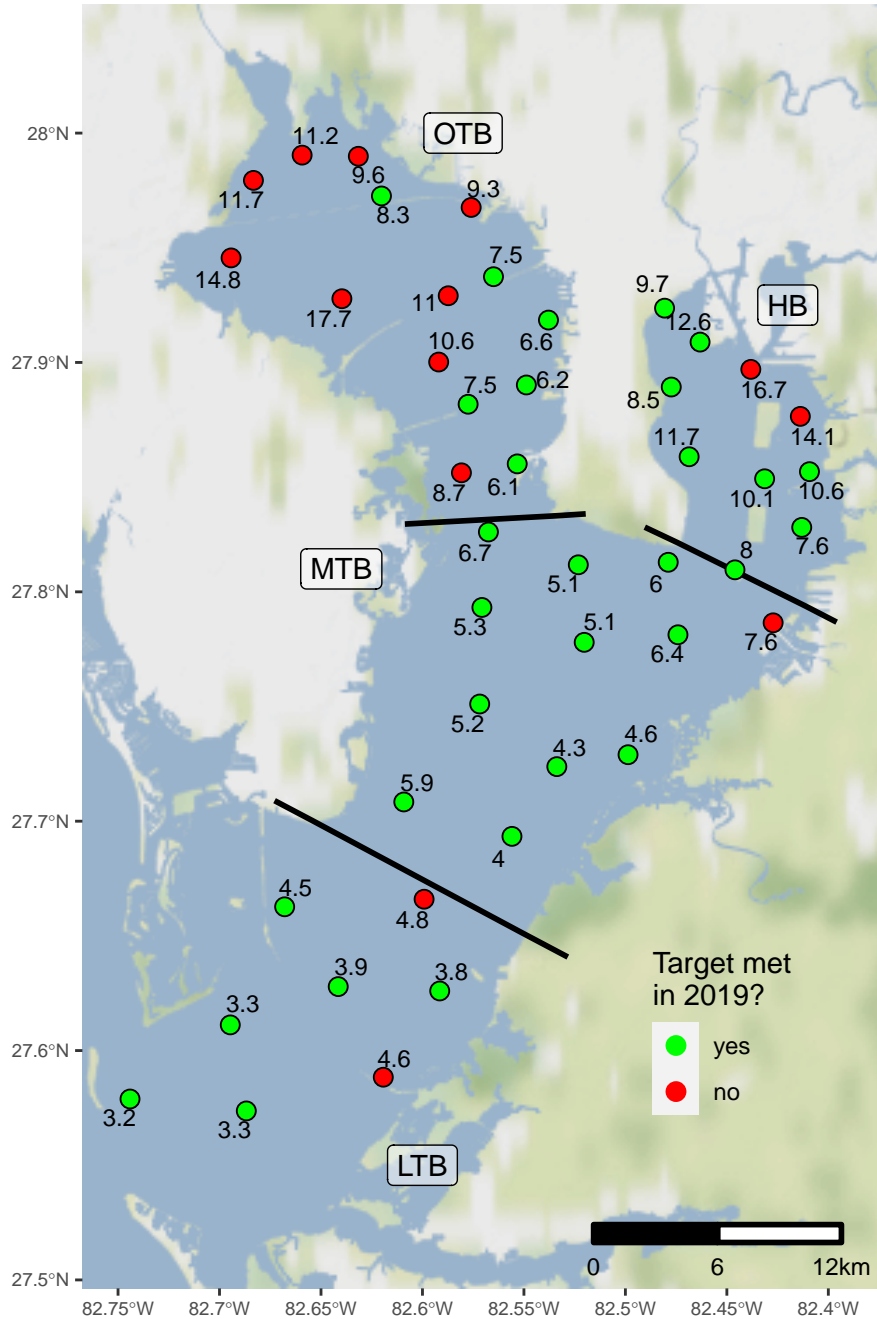 28°N
27.9°N
27.8°N
27.7°N
27.6°N
27.5°N
OTB
11.2
9.6
11.7
8.3
9.3
14.8
7.5
17.7
11
6.6
10.6
7.5
6.2
8.7
6.1
HB
9.7
12.6
16.7
8.5
14.1
11.7
10.1
10.6
7.6
8
MTB
6.7
5.1
6
5.3
5.1
6.4
7.6
5.2
4.3
4.6
5.9
4
4.5
4.8
3.9
3.8
3.3
4.6
3.2
3.3
LTB
Target met
in 2019?
yes
no
0 6 12km
82.75°W 82.7°W 82.65°W 82.6°W 82.55°W 82.5°W 82.45°W 82.4°W